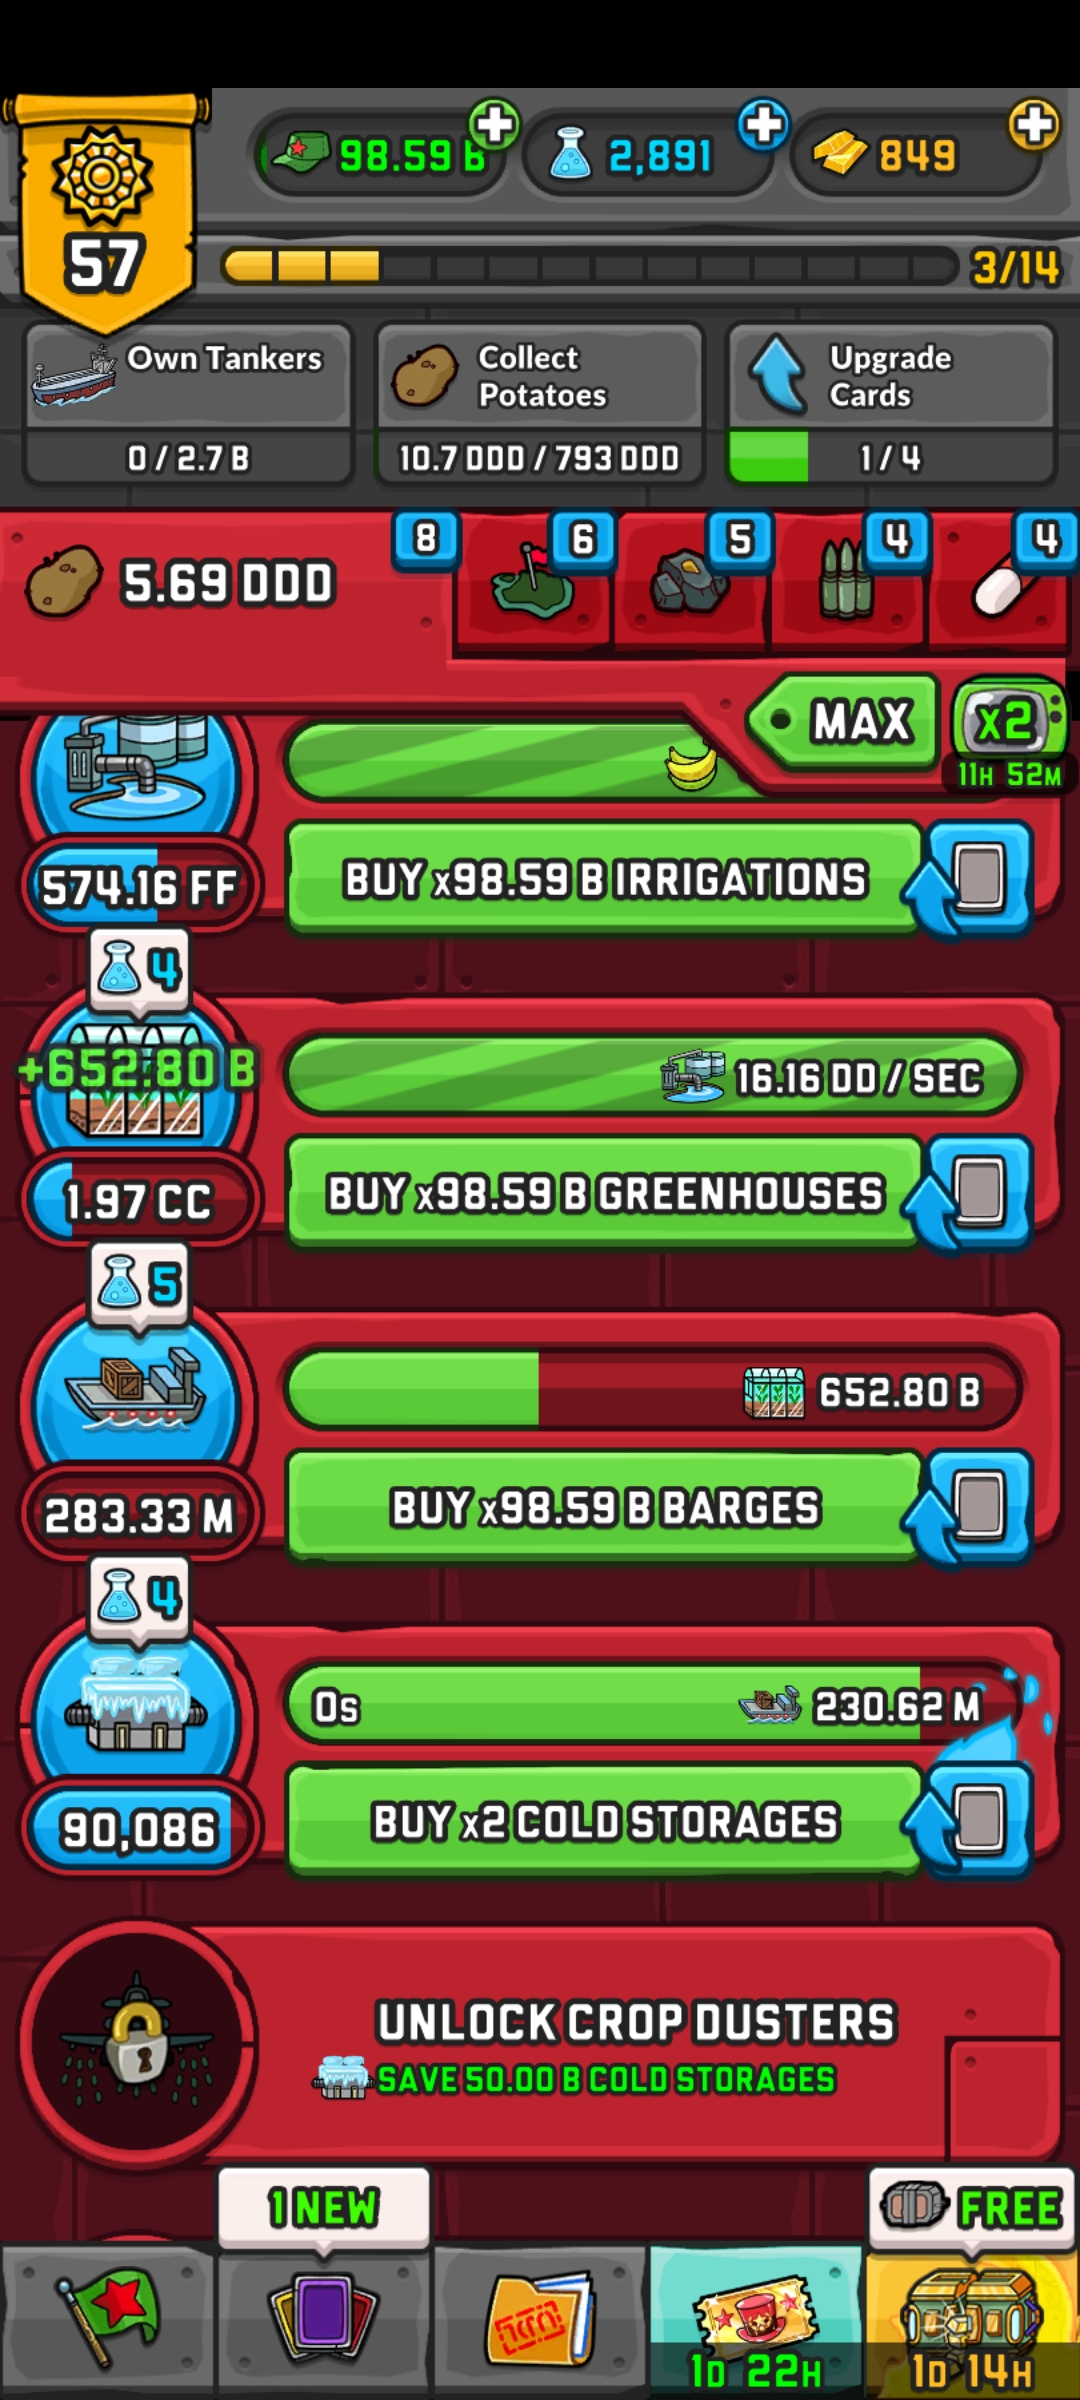 57
98.59 B
2,891
849
3/14
Own Tankers
0 / 2.7 B
Collect
Potatoes
10.7 DDD / 793 DDD
Upgrade
Cards
1 / 4
5.69 DDD
8
6
5
4
4
MAX
x2
11H 52M
574.16 FF
BUY x98.59 B IRRIGATIONS
4
+652.80 B
16.16 DD / SEC
1.97 CC
BUY x98.59 B GREENHOUSES
5
652.80 B
283.33 M
BUY x98.59 B BARGES
4
0s
230.62 M
90,086
BUY x2 COLD STORAGES
UNLOCK CROP DUSTERS
SAVE 50.00 B COLD STORAGES
1 NEW
FREE
1D 22H
1D 14H